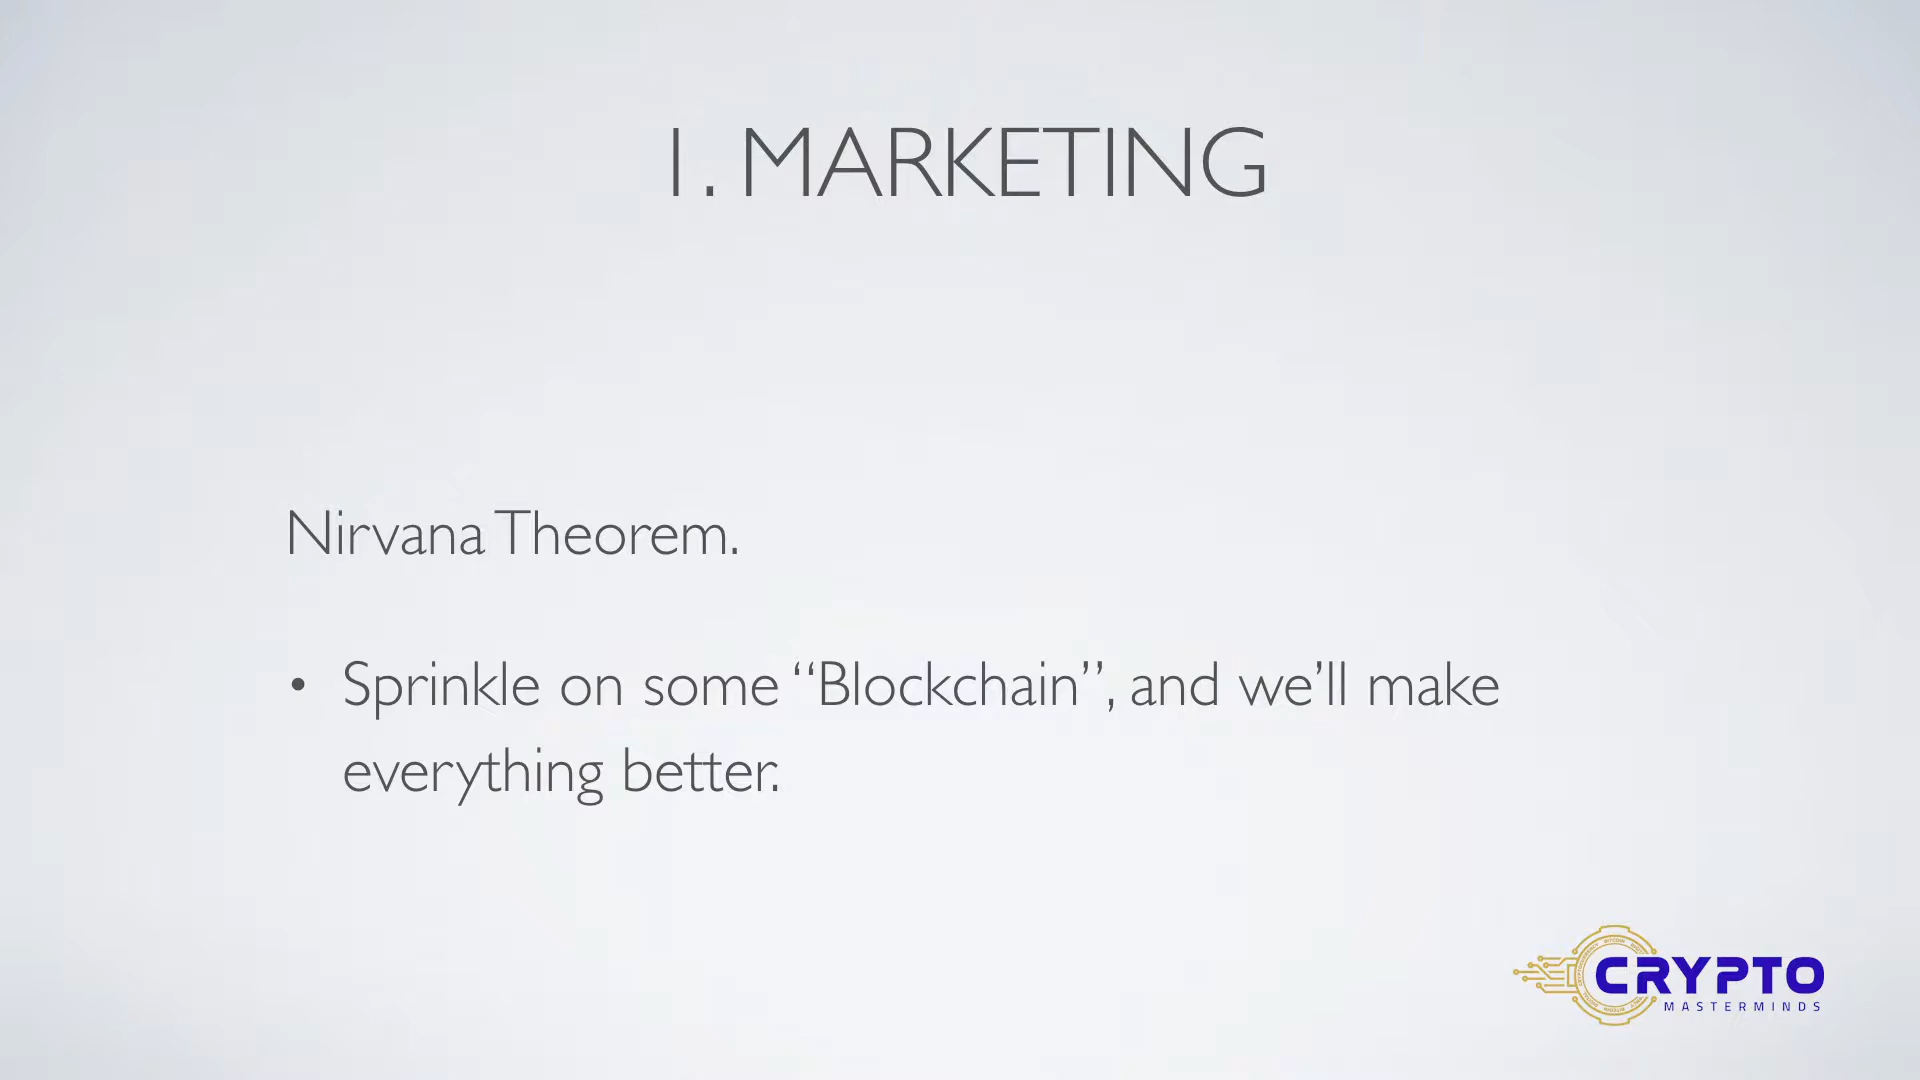 1. MARKETING
Nirvana Theorem.
• Sprinkle on some “Blockchain”, and we’ll make
everything better.
CRYPTO
MASTERMINDS